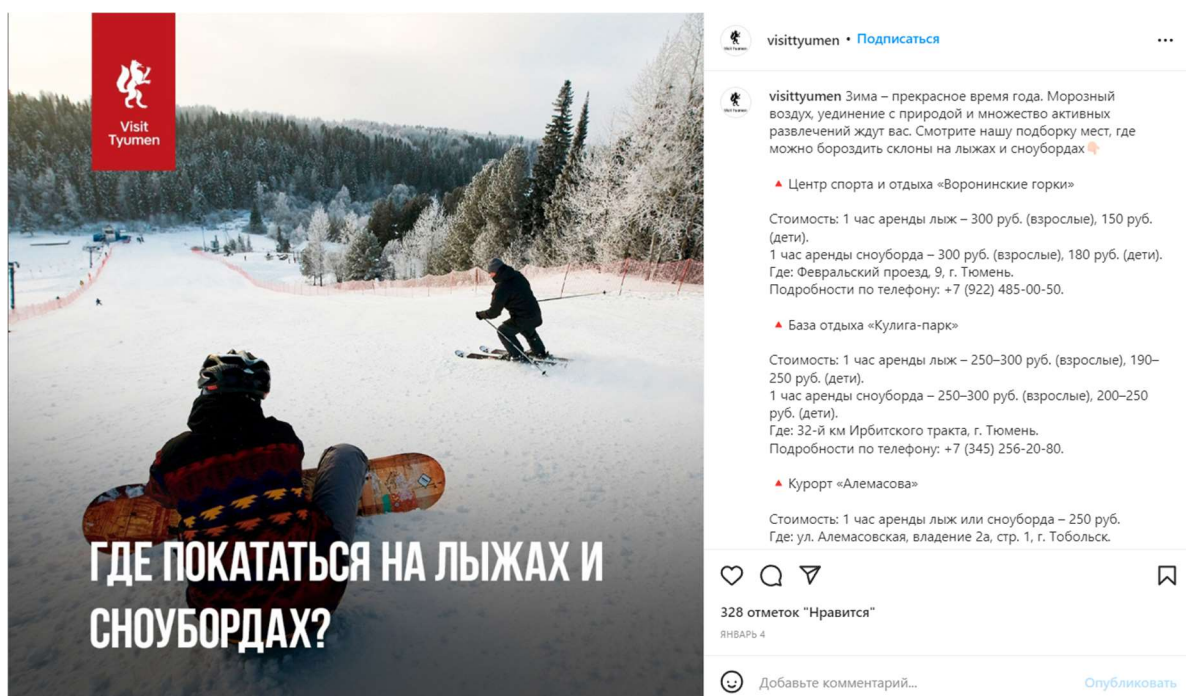 Visit
Tyumen
ГДЕ ПОКАТАТЬСЯ НА ЛЫЖАХ И
СНОУБОРДАХ?
visittyumen • Подписаться
visittyumen Зима – прекрасное время года. Морозный
воздух, уединение с природой и множество активных
развлечений ждут вас. Смотрите нашу подборку мест, где
можно бороздить склоны на лыжах и сноубордах👇🏻
🔺 Центр спорта и отдыха «Воронинские горки»
Стоимость: 1 час аренды лыж – 300 руб. (взрослые), 150 руб.
(дети).
1 час аренды сноуборда – 300 руб. (взрослые), 180 руб. (дети).
Где: Февральский проезд, 9, г. Тюмень.
Подробности по телефону: +7 (922) 485-00-50.
🔺 База отдыха «Кулига-парк»
Стоимость: 1 час аренды лыж – 250–300 руб. (взрослые), 190–
250 руб. (дети).
1 час аренды сноуборда – 250–300 руб. (взрослые), 200–250
руб. (дети).
Где: 32-й км Ирбитского тракта, г. Тюмень.
Подробности по телефону: +7 (345) 256-20-80.
🔺 Курорт «Алемасова»
Стоимость: 1 час аренды лыж или сноуборда – 250 руб.
Где: ул. Алемасовская, владение 2а, стр. 1, г. Тобольск.
328 отметок "Нравится"
ЯНВАРЬ 4
Добавьте комментарий...
Опубликовать